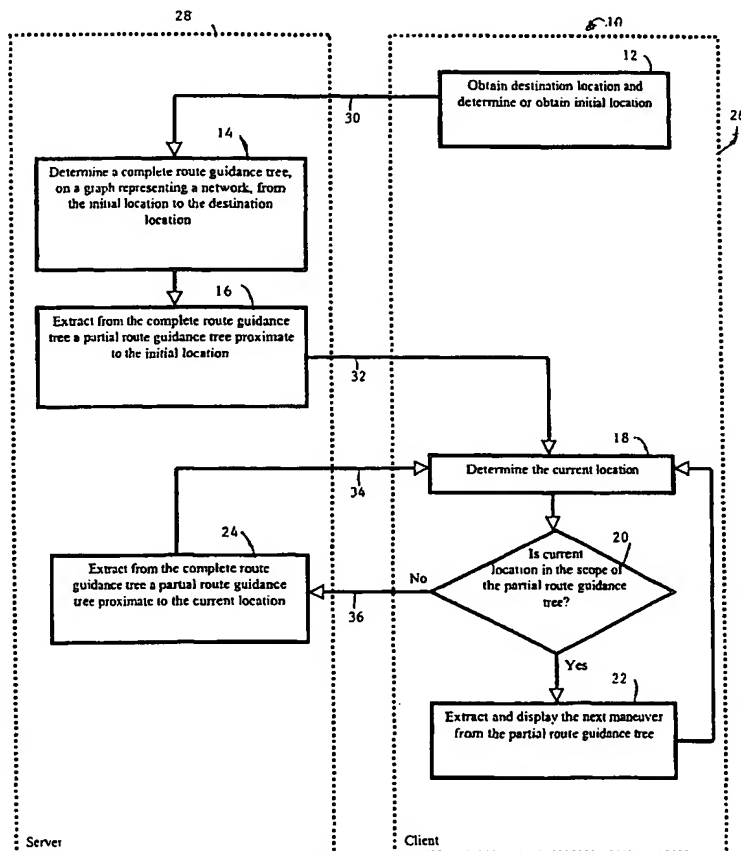 28
10
12
Obtain destination location and
determine or obtain initial location
26
30
14
Determine a complete route guidance tree,
on a graph representing a network, from
the initial location to the destination
location
16
Extract from the complete route guidance
tree a partial route guidance tree proximate
to the initial location
32
18
Determine the current location
34
24
Extract from the complete route
guidance tree a partial route guidance
tree proximate to the current location
20
Is current
location in the scope of
the partial route guidance
tree?
No
36
Yes
22
Extract and display the next maneuver
from the partial route guidance tree
Server
Client